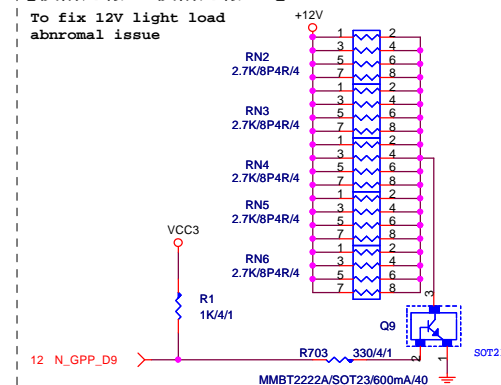 To fix 12V light load
abnromal issue
+12V
RN2
2.7K/8P4R/4
1 2
3 4
5 6
7 8
RN3
2.7K/8P4R/4
1 2
3 4
5 6
7 8
RN4
2.7K/8P4R/4
1 2
3 4
5 6
7 8
RN5
2.7K/8P4R/4
1 2
3 4
5 6
7 8
RN6
2.7K/8P4R/4
1 2
3 4
5 6
7 8
VCC3
R1
1K/4/1
3
Q9
SOT2
12 N_GPP_D9
R703 330/4/1
2
1
MMBT2222A/SOT23/600mA/40